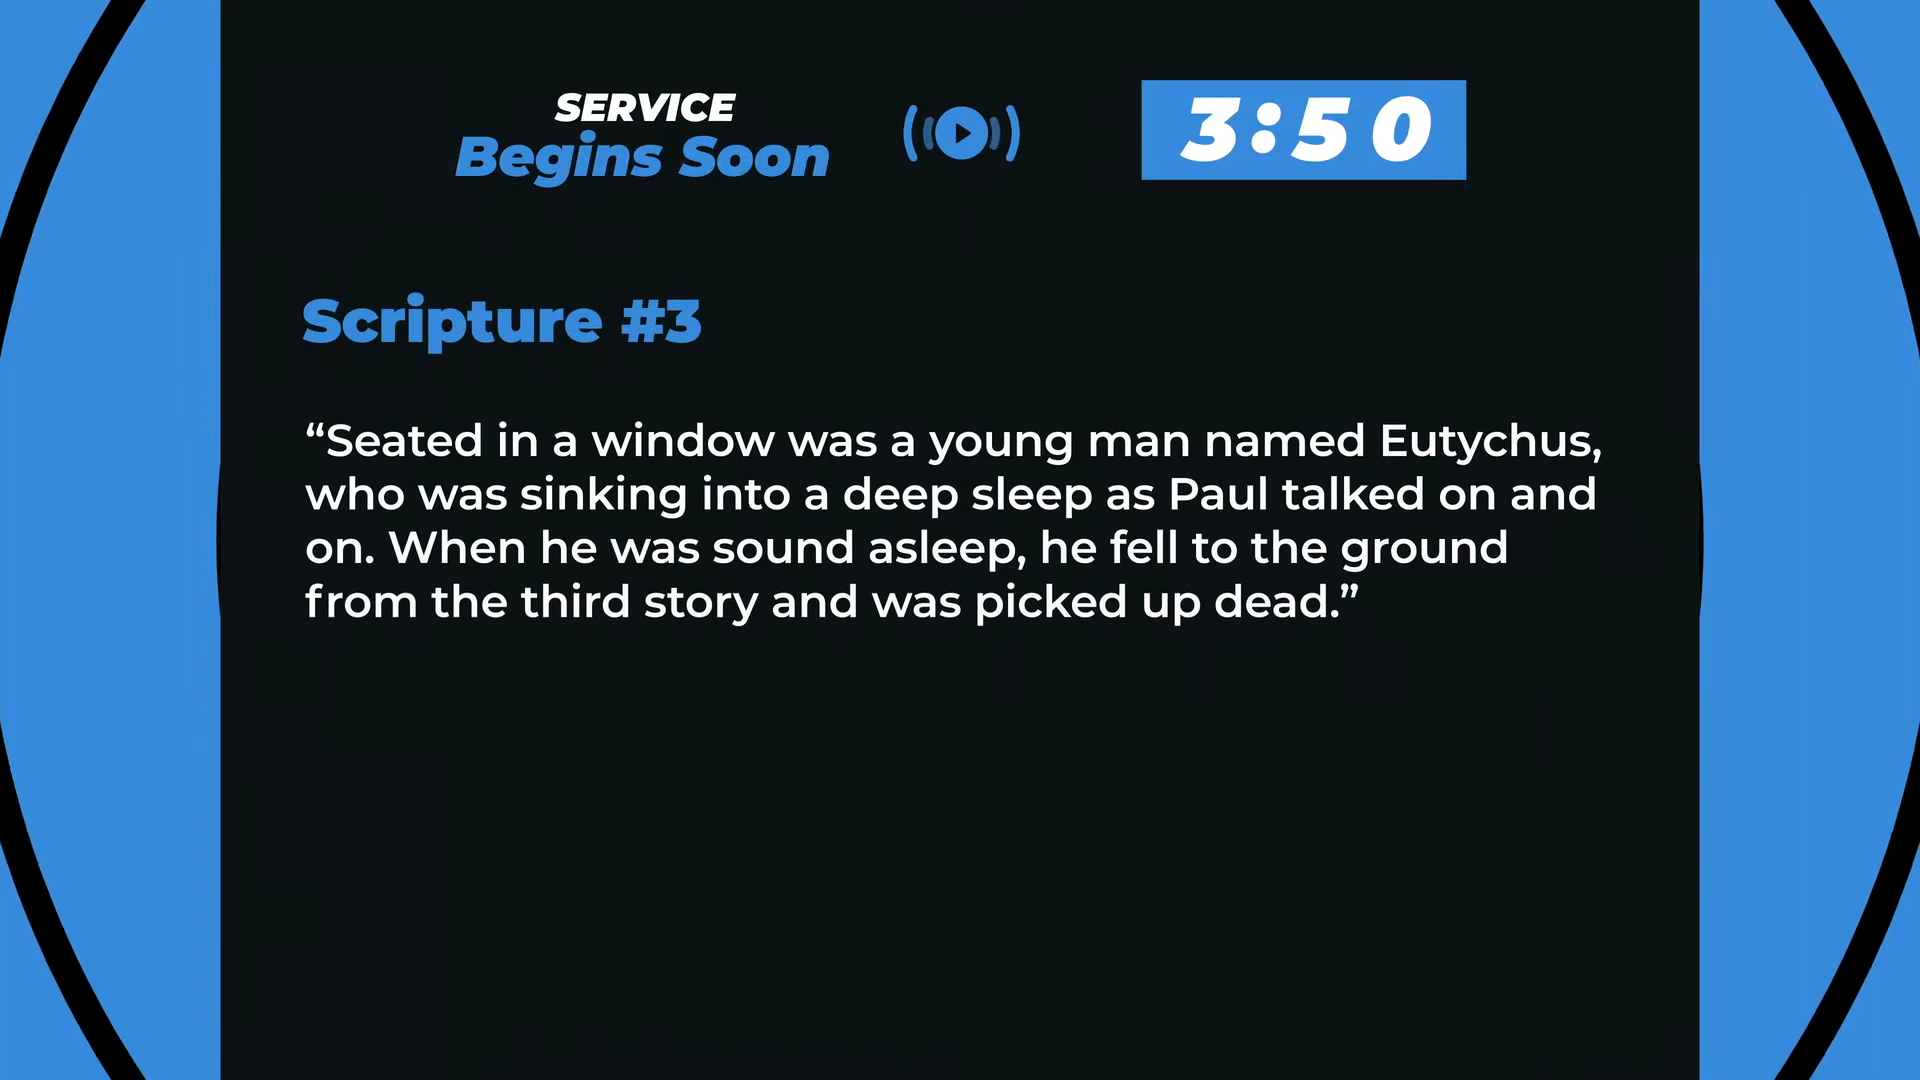 SERVICE
Begins Soon
3:50
Scripture #3
“Seated in a window was a young man named Eutychus,
who was sinking into a deep sleep as Paul talked on and
on. When he was sound asleep, he fell to the ground
from the third story and was picked up dead.”